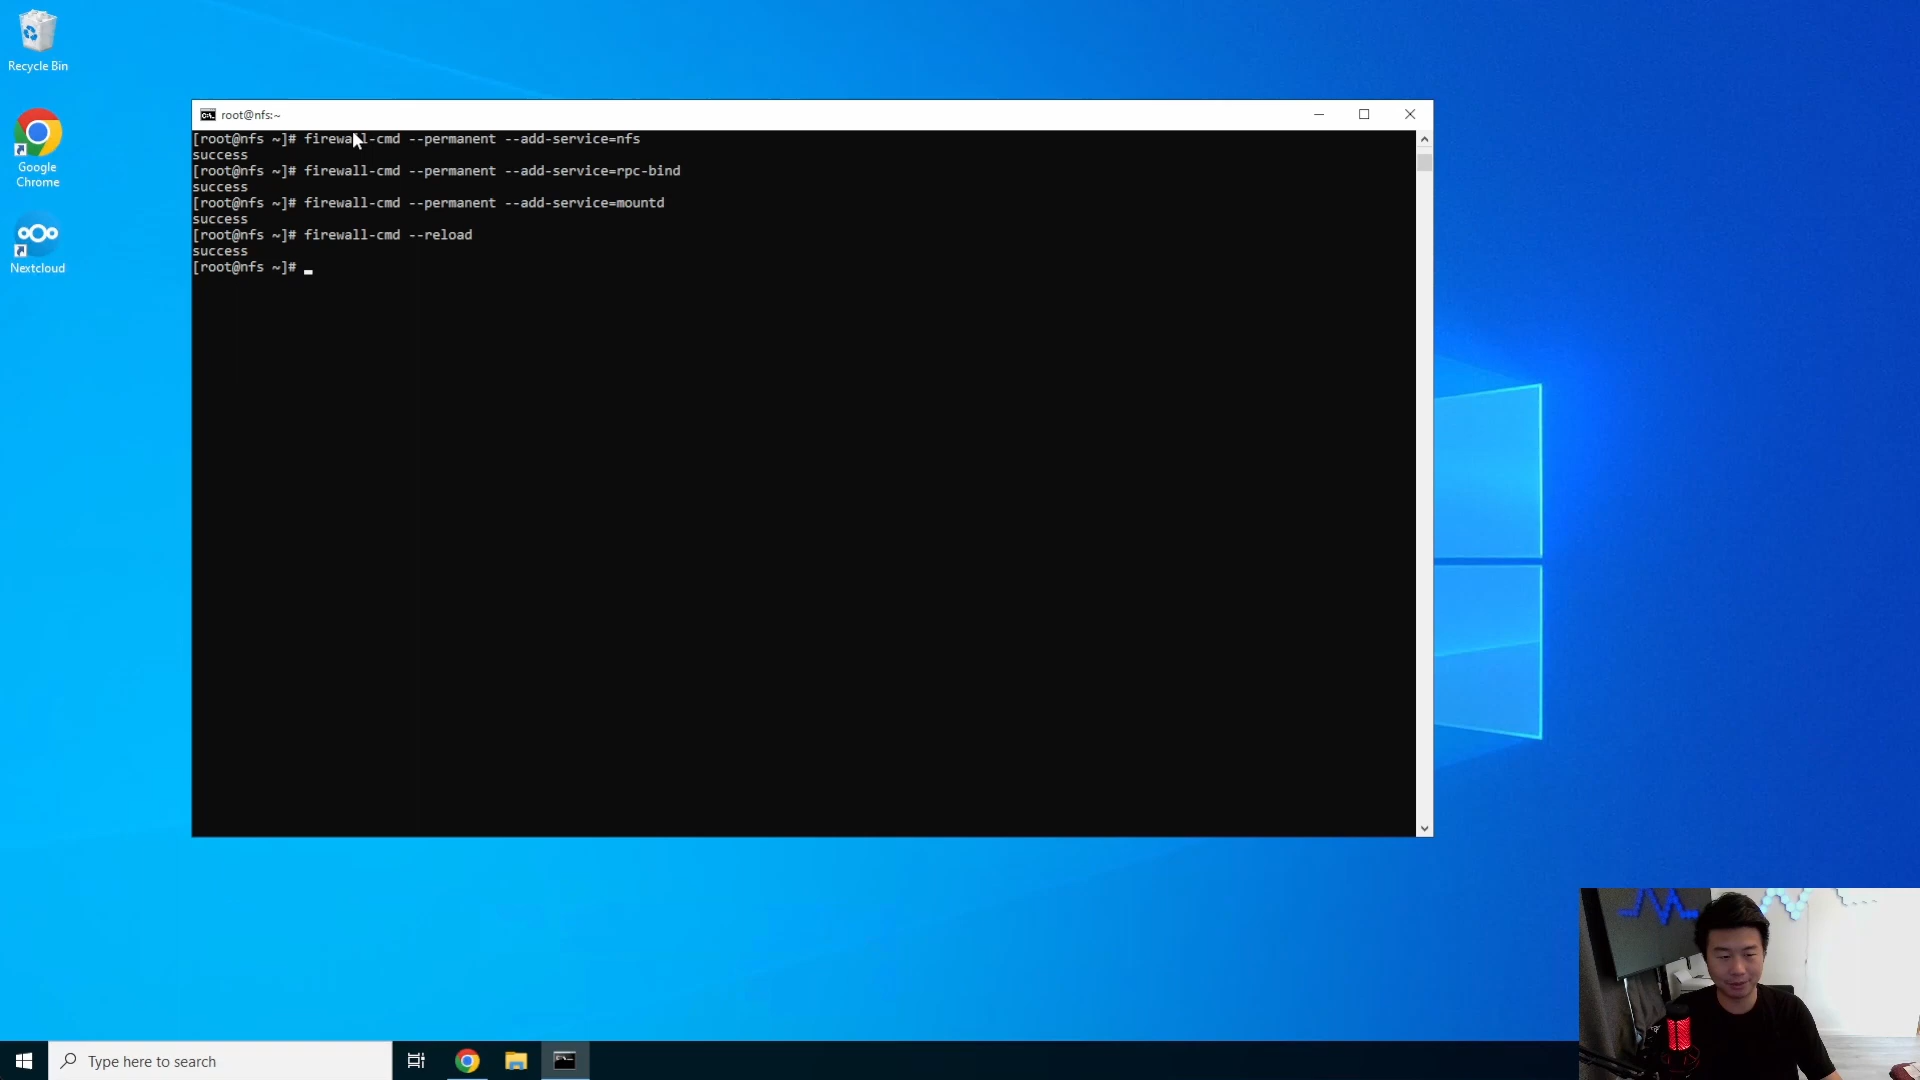 Recycle Bin
Google
Chrome
Nextcloud
root@nfs:~
[root@nfs ~]# firewall-cmd --permanent --add-service=nfs
success
[root@nfs ~]# firewall-cmd --permanent --add-service=rpc-bind
success
[root@nfs ~]# firewall-cmd --permanent --add-service=mountd
success
[root@nfs ~]# firewall-cmd --reload
success
[root@nfs ~]#
Type here to search